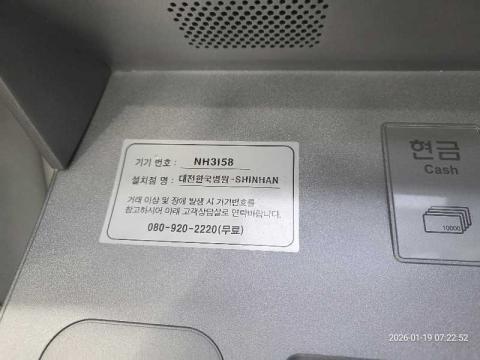 기기 번호 : NH3158
설치점 명 : 대전한국병원-SHINHAN
거래 이상 및 장애 발생 시 기기번호를
참고하시어 아래 고객상담실로 연락바랍니다.
080-920-2220(무료)
현금
Cash
10000
2026-01-19 07:22:52